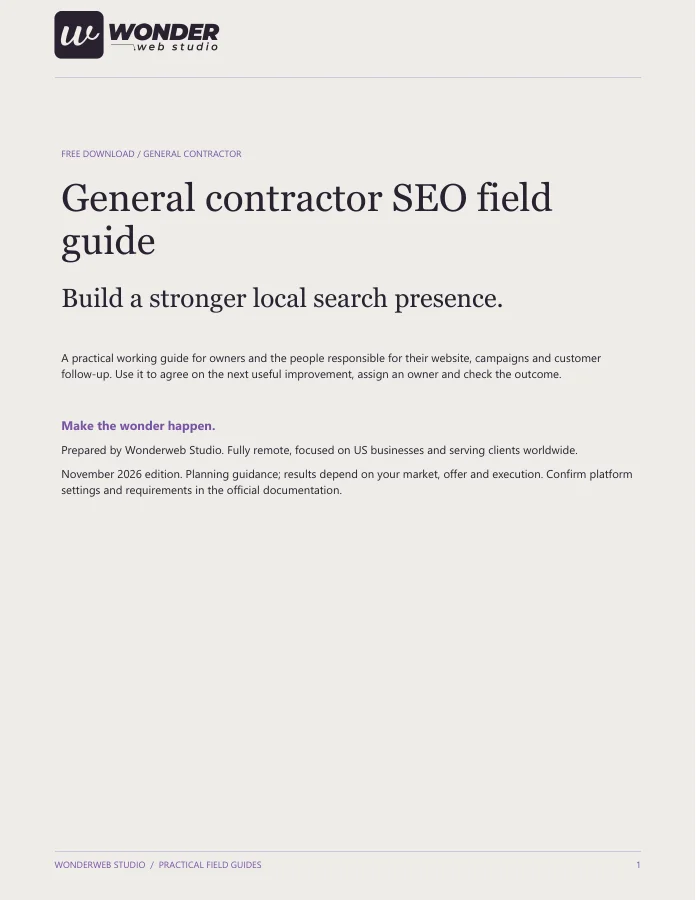 w WONDER
web studio
FREE DOWNLOAD / GENERAL CONTRACTOR
General contractor SEO field
guide
Build a stronger local search presence.
A practical working guide for owners and the people responsible for their website, campaigns and customer
follow-up. Use it to agree on the next useful improvement, assign an owner and check the outcome.
Make the wonder happen.
Prepared by Wonderweb Studio. Fully remote, focused on US businesses and serving clients worldwide.
November 2026 edition. Planning guidance; results depend on your market, offer and execution. Confirm platform
settings and requirements in the official documentation.
WONDERWEB STUDIO / PRACTICAL FIELD GUIDES 1